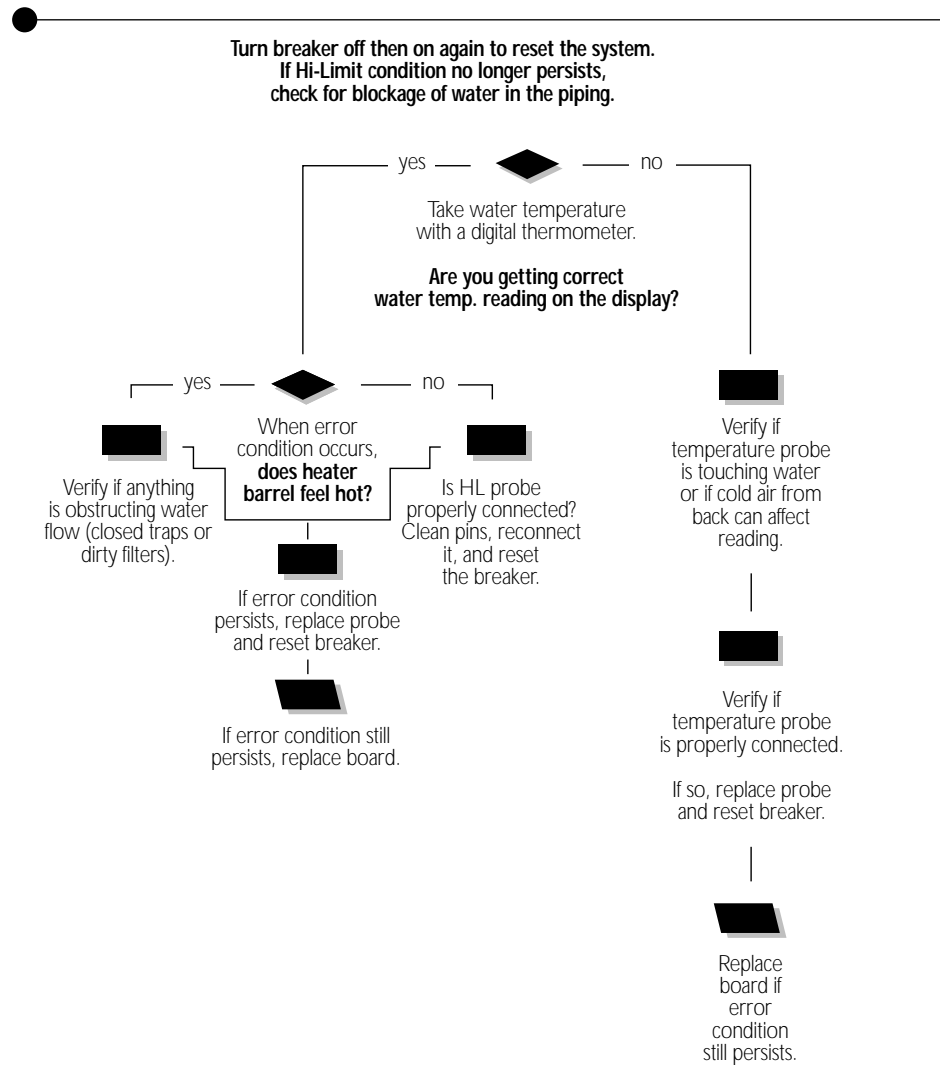 Turn breaker off then on again to reset the system.
If Hi-Limit condition no longer persists,
check for blockage of water in the piping.
yes
no
Take water temperature
with a digital thermometer.
Are you getting correct
water temp. reading on the display?
yes
no
When error
condition occurs,
does heater
barrel feel hot?
Verify if anything
is obstructing water
flow (closed traps or
dirty filters).
Is HL probe
properly connected?
Clean pins, reconnect
it, and reset
the breaker.
If error condition
persists, replace probe
and reset breaker.
If error condition still
persists, replace board.
Verify if
temperature probe
is touching water
or if cold air from
back can affect
reading.
Verify if
temperature probe
is properly connected.
If so, replace probe
and reset breaker.
Replace
board if
error
condition
still persists.